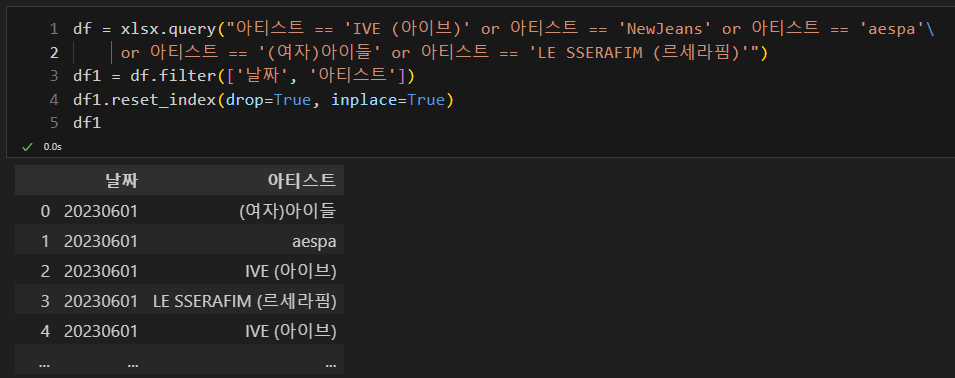 1 df = xlsx.query("아티스트 == 'IVE (아이브)' or 아티스트 == 'NewJeans' or 아티스트 == 'aespa'\
2 or 아티스트 == '(여자)아이들' or 아티스트 == 'LE SSERAFIM (르세라핌)'")
3 df1 = df.filter(['날짜', '아티스트'])
4 df1.reset_index(drop=True, inplace=True)
5 df1
✓ 0.0s
날짜 아티스트
0 20230601 (여자)아이들
1 20230601 aespa
2 20230601 IVE (아이브)
3 20230601 LE SSERAFIM (르세라핌)
4 20230601 IVE (아이브)
... ... ...